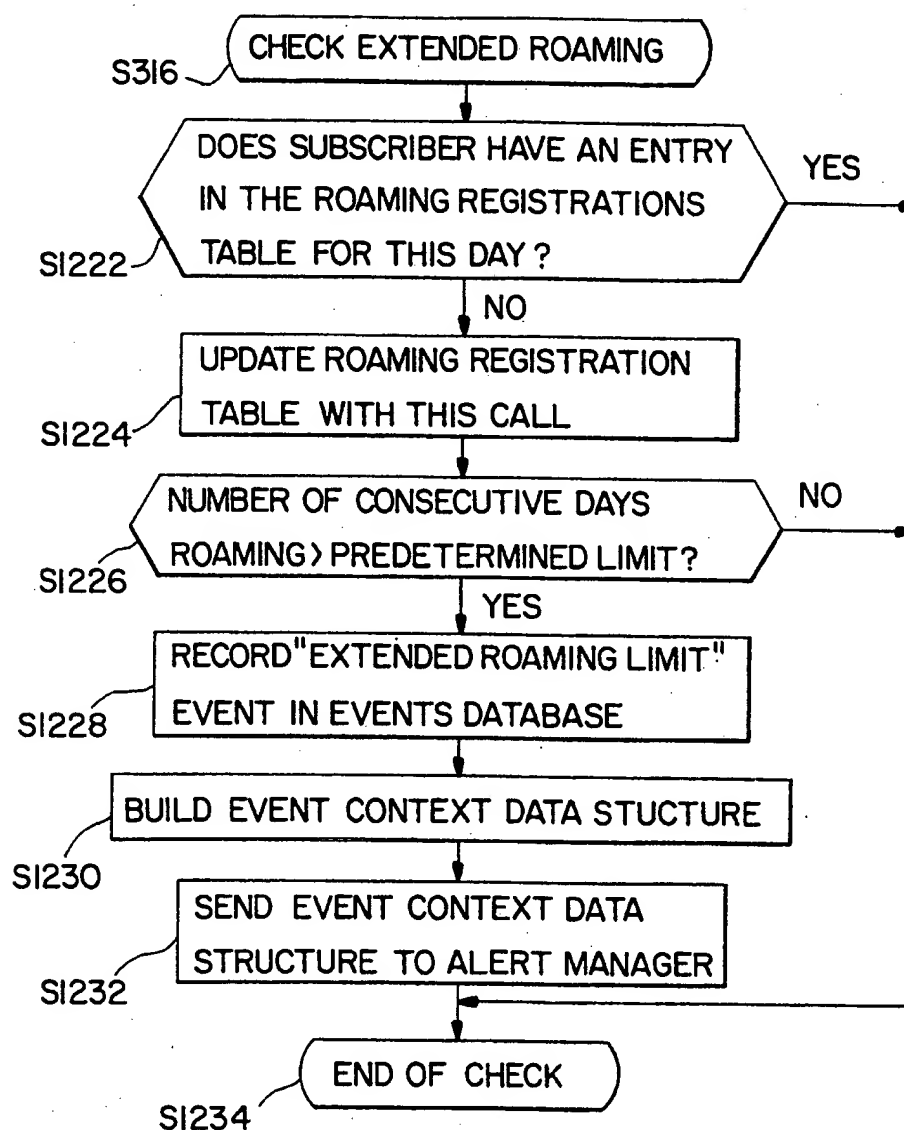 CHECK EXTENDED ROAMING
S316
DOES SUBSCRIBER HAVE AN ENTRY
IN THE ROAMING REGISTRATIONS
TABLE FOR THIS DAY?
YES
S1222
NO
UPDATE ROAMING REGISTRATION
TABLE WITH THIS CALL
S1224
NUMBER OF CONSECUTIVE DAYS
ROAMING>PREDETERMINED LIMIT?
NO
S1226
YES
RECORD"EXTENDED ROAMING LIMIT"
EVENT IN EVENTS DATABASE
S1228
BUILD EVENT CONTEXT DATA STUCTURE
S1230
SEND EVENT CONTEXT DATA
STRUCTURE TO ALERT MANAGER
S1232
END OF CHECK
S1234